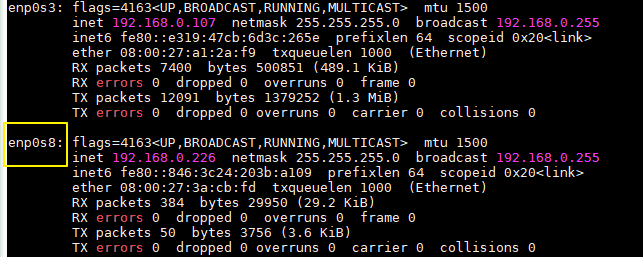 enp0s3: flags=4163<UP,BROADCAST,RUNNING,MULTICAST>  mtu 1500
inet 192.168.0.107  netmask 255.255.255.0  broadcast 192.168.0.255
inet6 fe80::e319:47cb:6d3c:265e  prefixlen 64  scopeid 0x20<link>
ether 08:00:27:a1:2a:f9  txqueuelen 1000  (Ethernet)
RX packets 7400  bytes 500851 (489.1 KiB)
RX errors 0  dropped 0  overruns 0  frame 0
TX packets 12091  bytes 1379252 (1.3 MiB)
TX errors 0  dropped 0 overruns 0  carrier 0  collisions 0
enp0s8: flags=4163<UP,BROADCAST,RUNNING,MULTICAST>  mtu 1500
inet 192.168.0.226  netmask 255.255.255.0  broadcast 192.168.0.255
inet6 fe80::846:3c24:203b:a109  prefixlen 64  scopeid 0x20<link>
ether 08:00:27:3a:cb:fd  txqueuelen 1000  (Ethernet)
RX packets 384  bytes 29950 (29.2 KiB)
RX errors 0  dropped 0  overruns 0  frame 0
TX packets 50  bytes 3756 (3.6 KiB)
TX errors 0  dropped 0 overruns 0  carrier 0  collisions 0